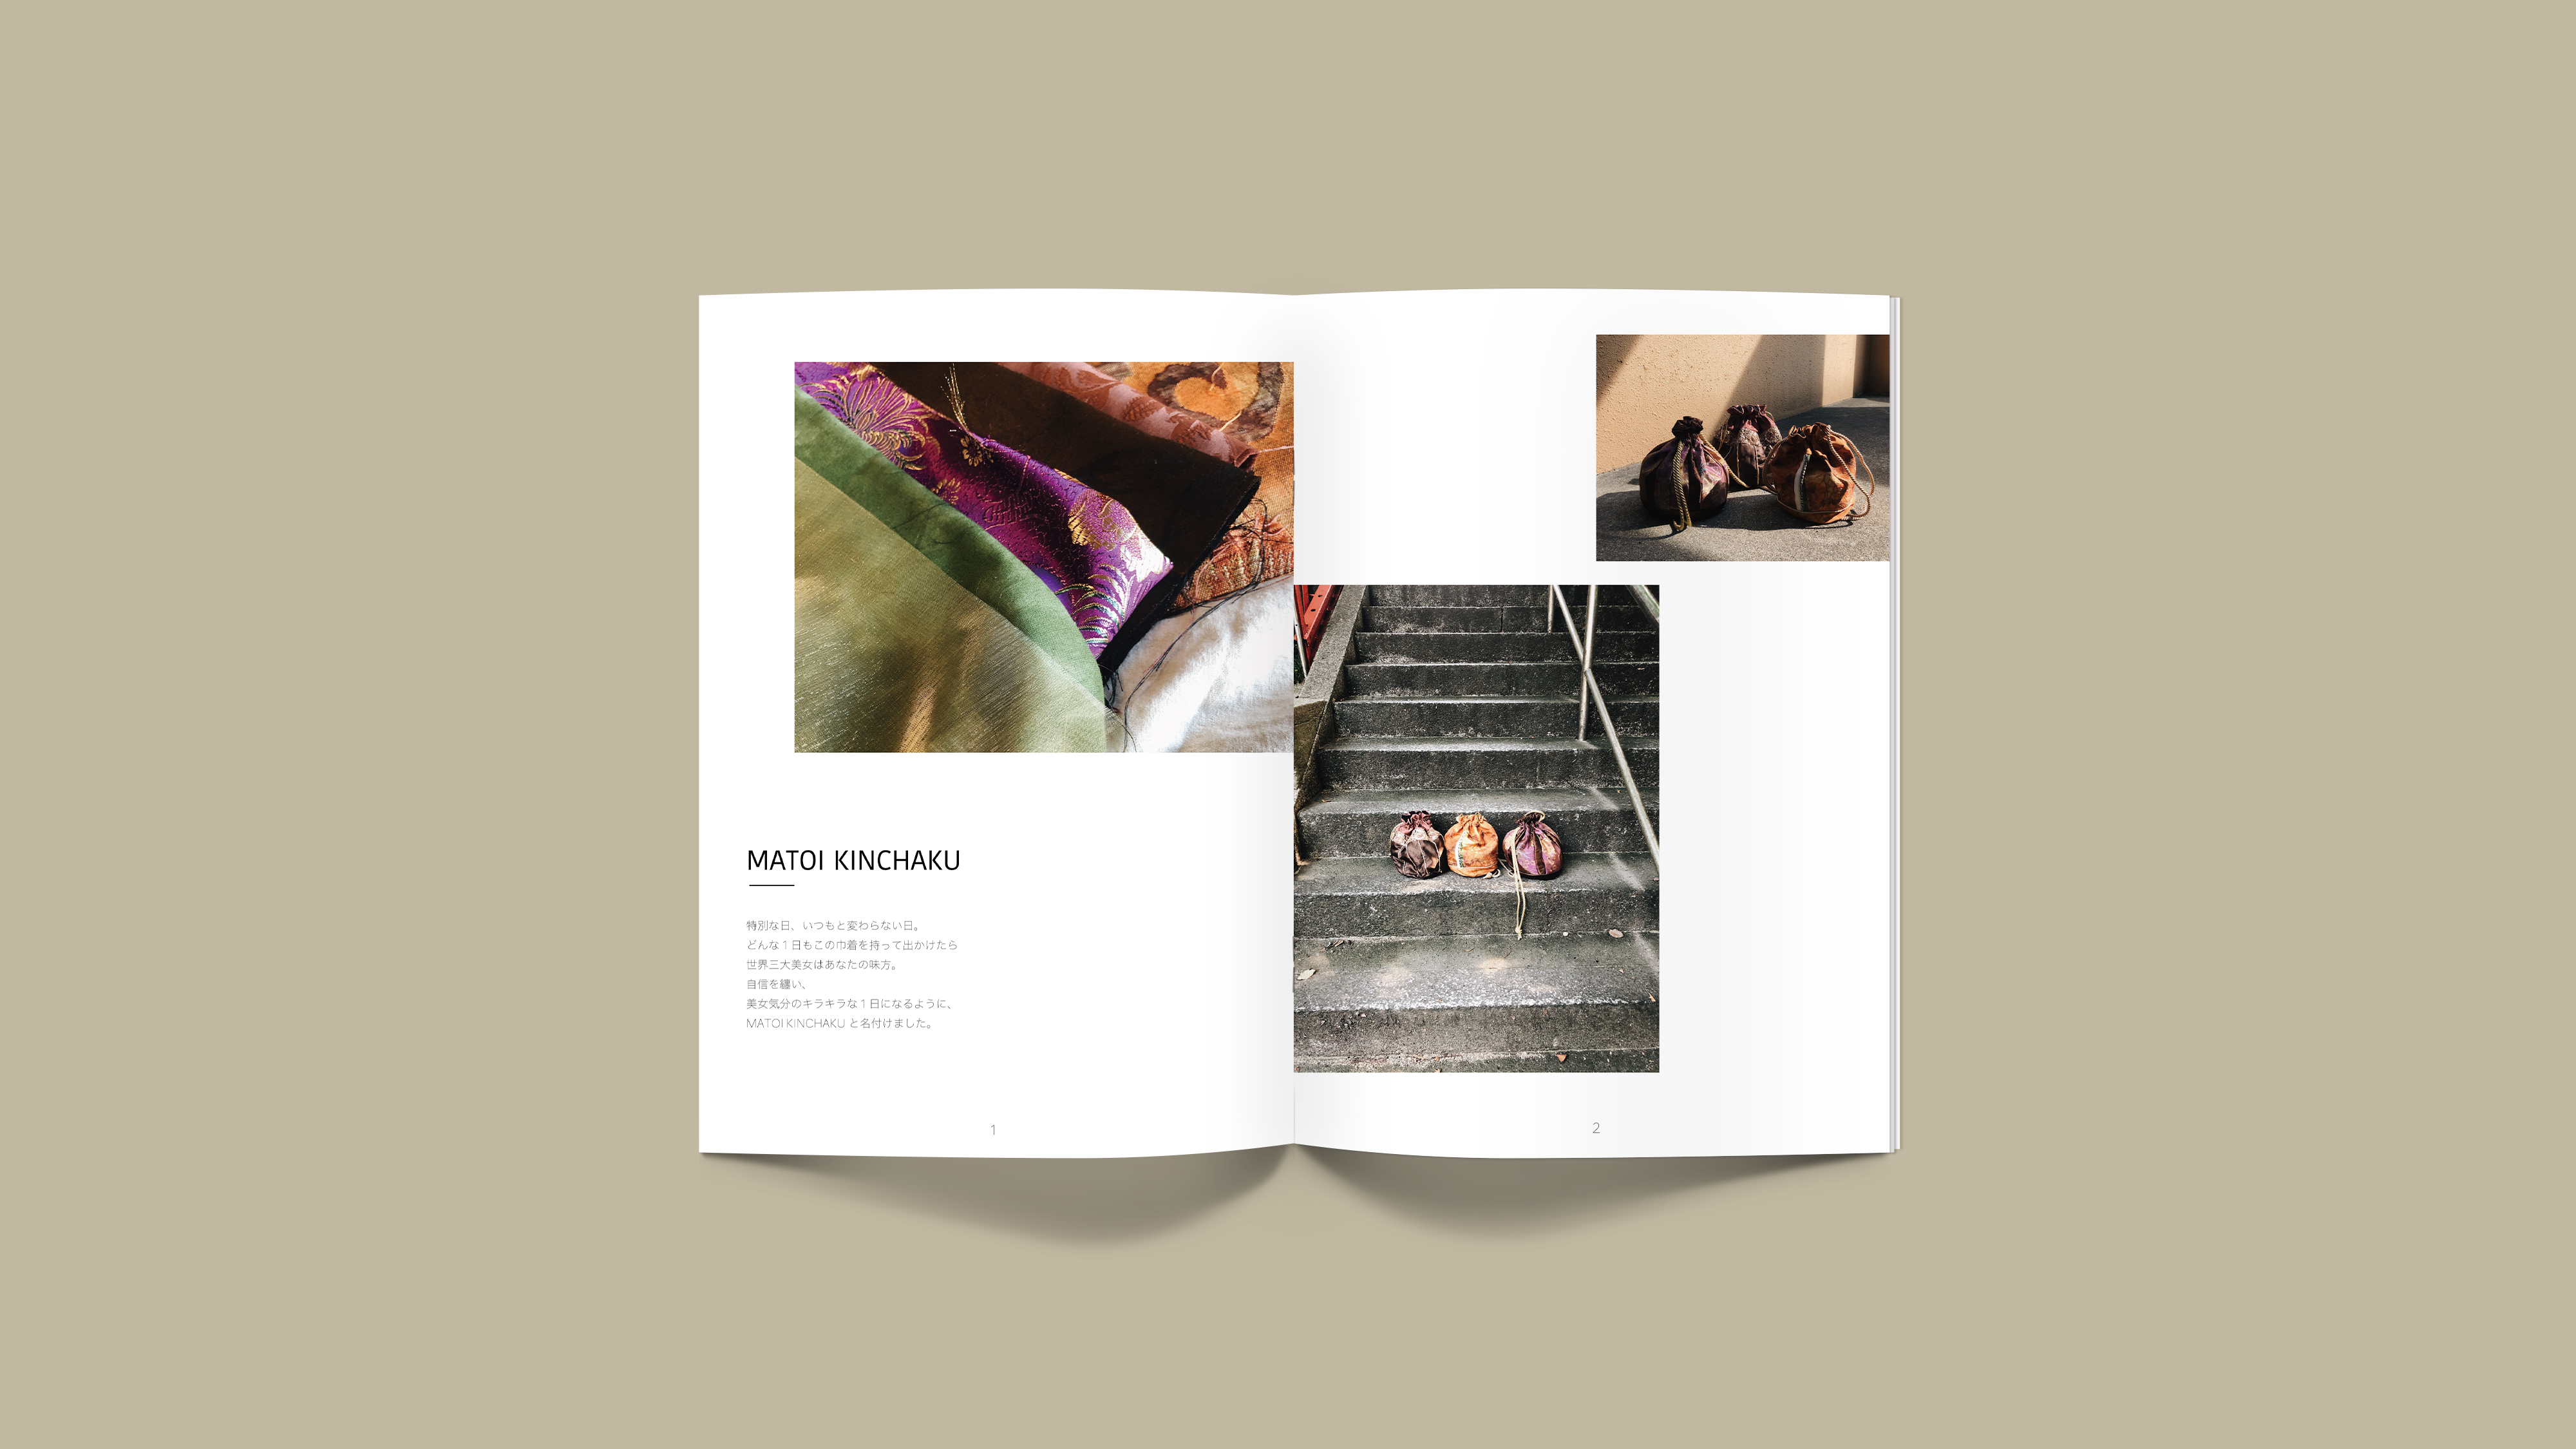 MATOI KINCHAKU
特別な日、いつもと変わらない日。
どんな1日もこの巾着を持って出かけたら
世界三大美女はあなたの味方。
自信を纏い、
美女気分のキラキラな1日になるように、
MATOI KINCHAKU と名付けました。
1
2